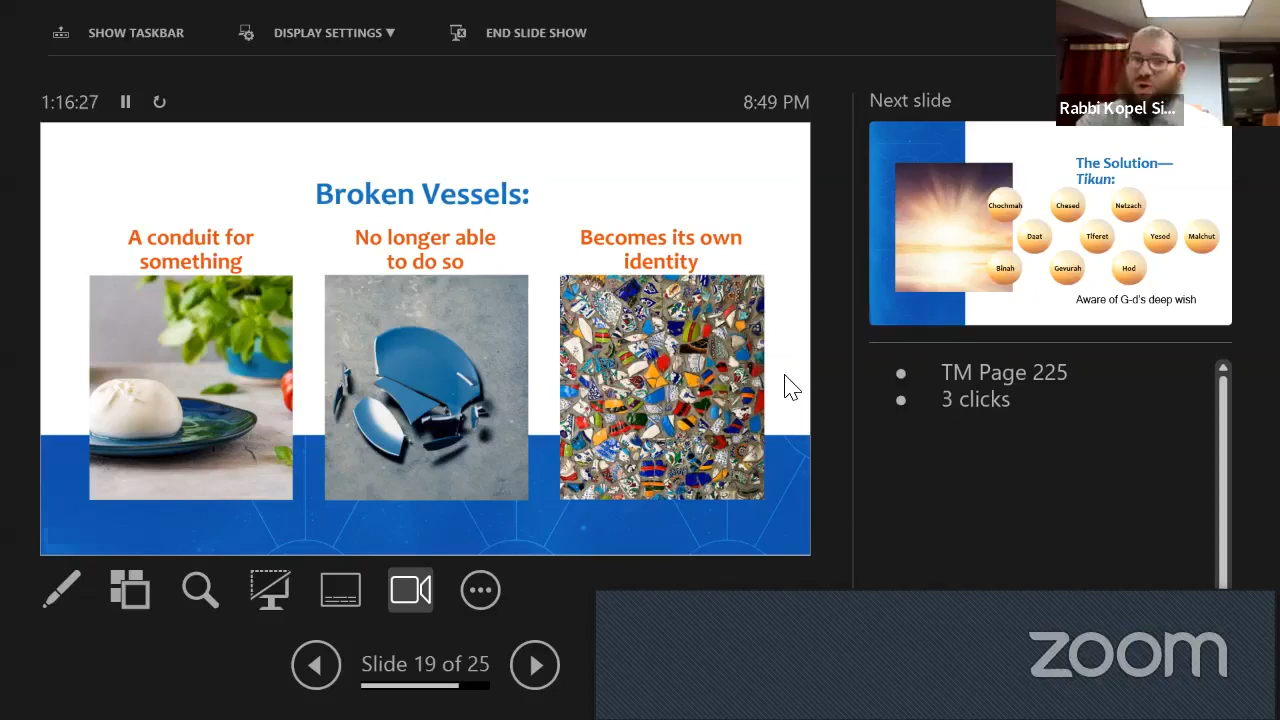 SHOW TASKBAR
DISPLAY SETTINGS ▼
END SLIDE SHOW
1:16:27
8:49 PM
Next slide
Rabbi Kopel Si...
Broken Vessels:
A conduit for
something
No longer able
to do so
Becomes its own
identity
The Solution—
Tikun:
Chochmah
Chesed
Netzach
Daat
Tiferet
Yesod
Malchut
Binah
Gevurah
Hod
Aware of G-d's deep wish
• TM Page 225
• 3 clicks
Slide 19 of 25
zoom